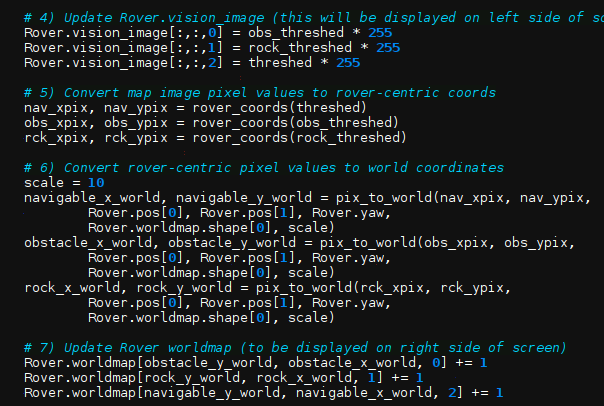 # 4) Update Rover.vision_image (this will be displayed on left side of
Rover.vision_image[:,:,0] = obs_threshed * 255
Rover.vision_image[:,:,1] = rock_threshed * 255
Rover.vision_image[:,:,2] = threshed * 255
# 5) Convert map image pixel values to rover-centric coords
nav_xpix, nav_ypix = rover_coords(threshed)
obs_xpix, obs_ypix = rover_coords(obs_threshed)
rck_xpix, rck_ypix = rover_coords(rock_threshed)
# 6) Convert rover-centric pixel values to world coordinates
scale = 10
navigable_x_world, navigable_y_world = pix_to_world(nav_xpix, nav_ypix,
Rover.pos[0], Rover.pos[1], Rover.yaw,
Rover.worldmap.shape[0], scale)
obstacle_x_world, obstacle_y_world = pix_to_world(obs_xpix, obs_ypix,
Rover.pos[0], Rover.pos[1], Rover.yaw,
Rover.worldmap.shape[0], scale)
rock_x_world, rock_y_world = pix_to_world(rck_xpix, rck_ypix,
Rover.pos[0], Rover.pos[1], Rover.yaw,
Rover.worldmap.shape[0], scale)
# 7) Update Rover worldmap (to be displayed on right side of screen)
Rover.worldmap[obstacle_y_world, obstacle_x_world, 0] += 1
Rover.worldmap[rock_y_world, rock_x_world, 1] += 1
Rover.worldmap[navigable_y_world, navigable_x_world, 2] += 1